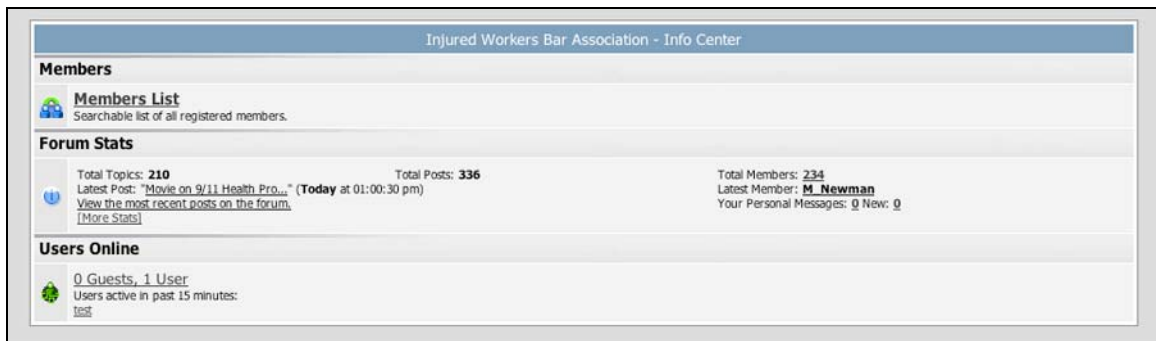 Injured Workers Bar Association - Info Center
Members
Members List
Searchable list of all registered members.
Forum Stats
Total Topics: 210 Total Posts: 336 Total Members: 234
Latest Post: "Movie on 9/11 Health Pro..." (Today at 01:00:30 pm) Latest Member: M_Newman
View the most recent posts on the forum. Your Personal Messages: 0 New: 0
[More Stats]
Users Online
0 Guests, 1 User
Users active in past 15 minutes:
test